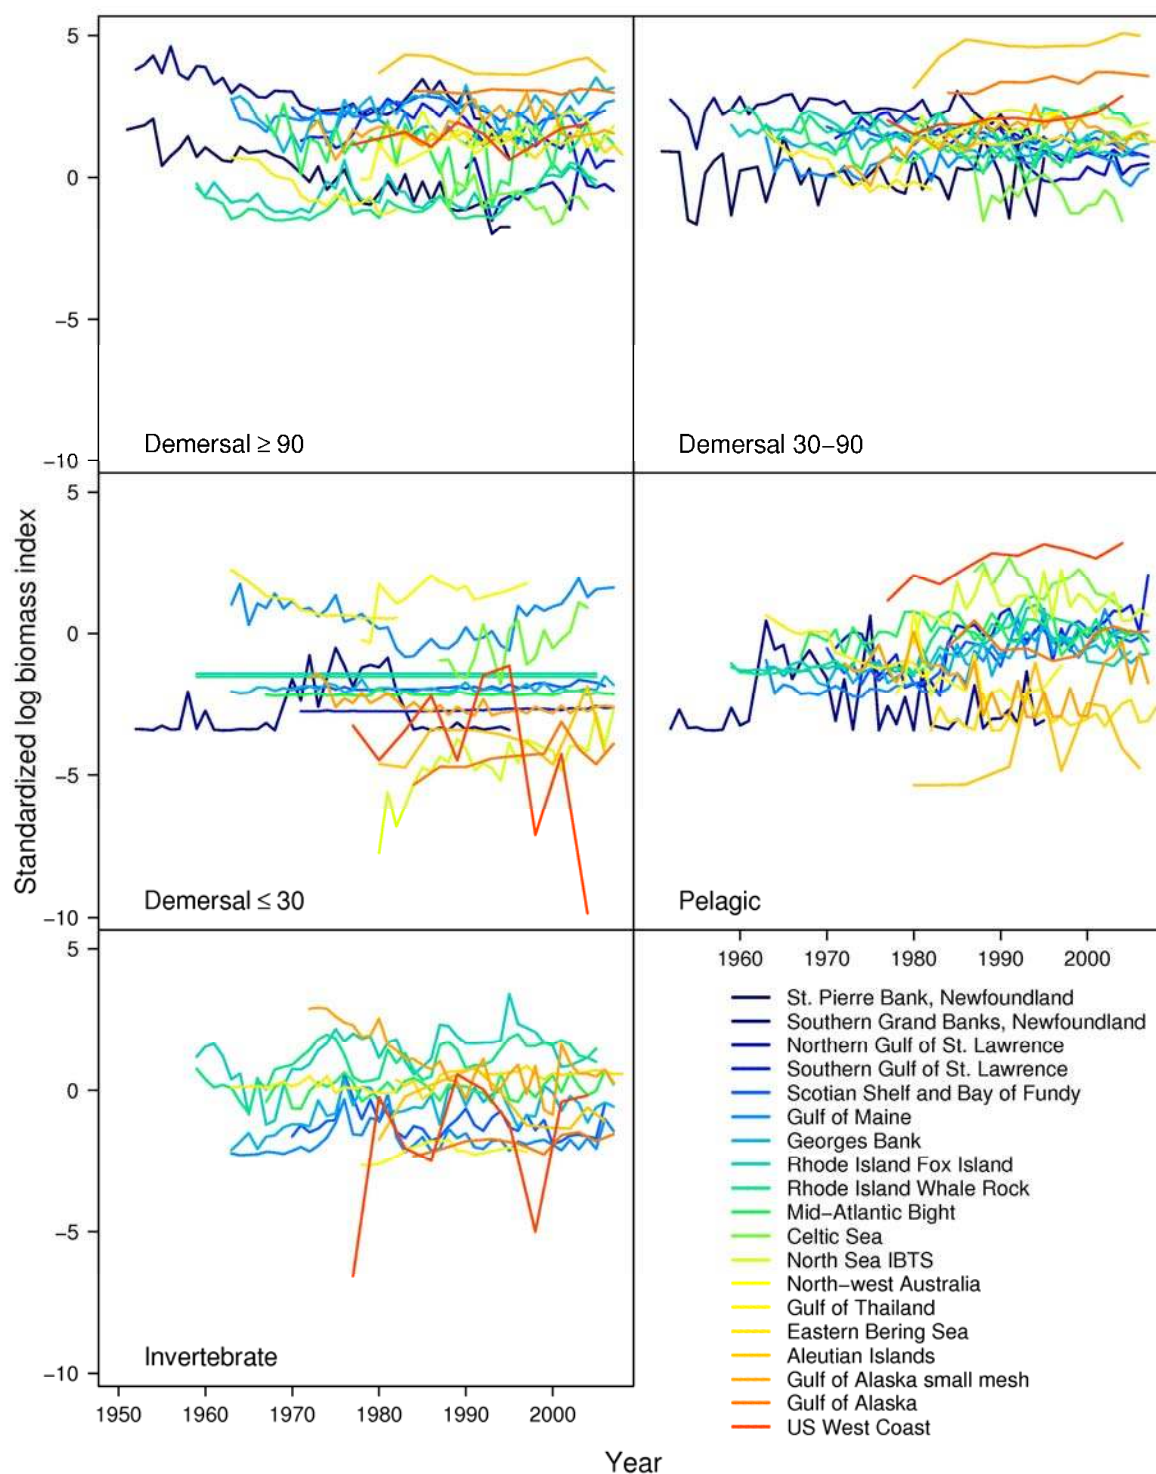 5
0
−5
−10
Demersal ≥ 90
Demersal 30−90
5
0
−5
−10
Demersal ≤ 30
Pelagic
1960 1970 1980 1990 2000
5
0
−5
−10
Invertebrate
1950 1960 1970 1980 1990 2000
Standardized log biomass index
Year
St. Pierre Bank, Newfoundland
Southern Grand Banks, Newfoundland
Northern Gulf of St. Lawrence
Southern Gulf of St. Lawrence
Scotian Shelf and Bay of Fundy
Gulf of Maine
Georges Bank
Rhode Island Fox Island
Rhode Island Whale Rock
Mid−Atlantic Bight
Celtic Sea
North Sea IBTS
North−west Australia
Gulf of Thailand
Eastern Bering Sea
Aleutian Islands
Gulf of Alaska small mesh
Gulf of Alaska
US West Coast